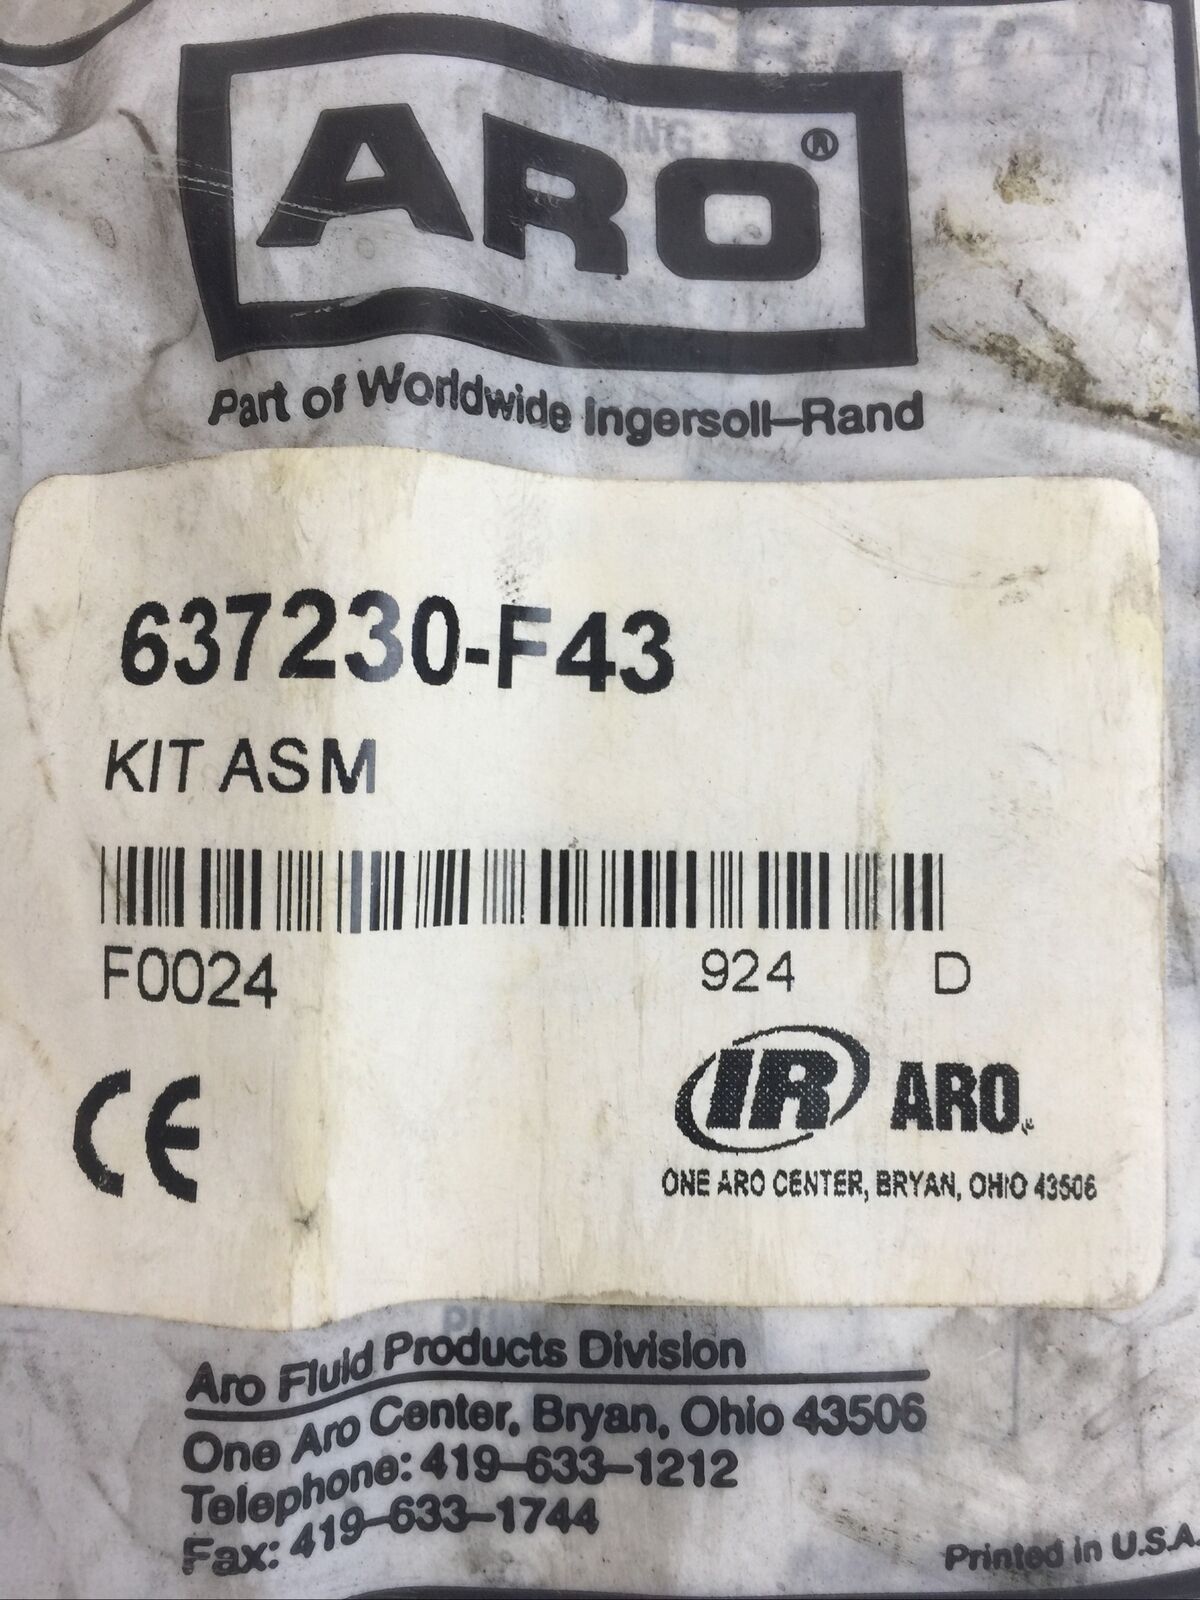 ARO®
Part of Worldwide Ingersoll-Rand
637230-F43
KIT ASM
F0024 924 D
CE
IR ARO
ONE ARO CENTER, BRYAN, OHIO 43506
Aro Fluid Products Division
One Aro Center, Bryan, Ohio 43506
Telephone: 419-633-1212
Fax: 419-633-1744
Printed in U.S.A.